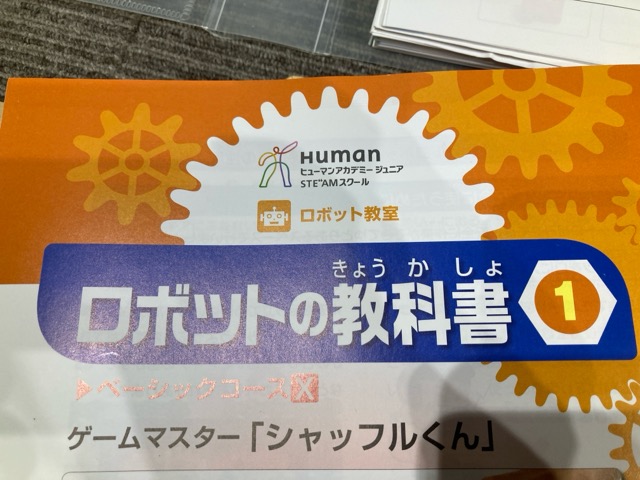 Human
ヒューマンアカデミージュニア
STE"AMスクール
ロボット教室
きょうかしょ
ロボットの教科書 1
▶ベーシックコースX
ゲームマスター「シャッフルくん」